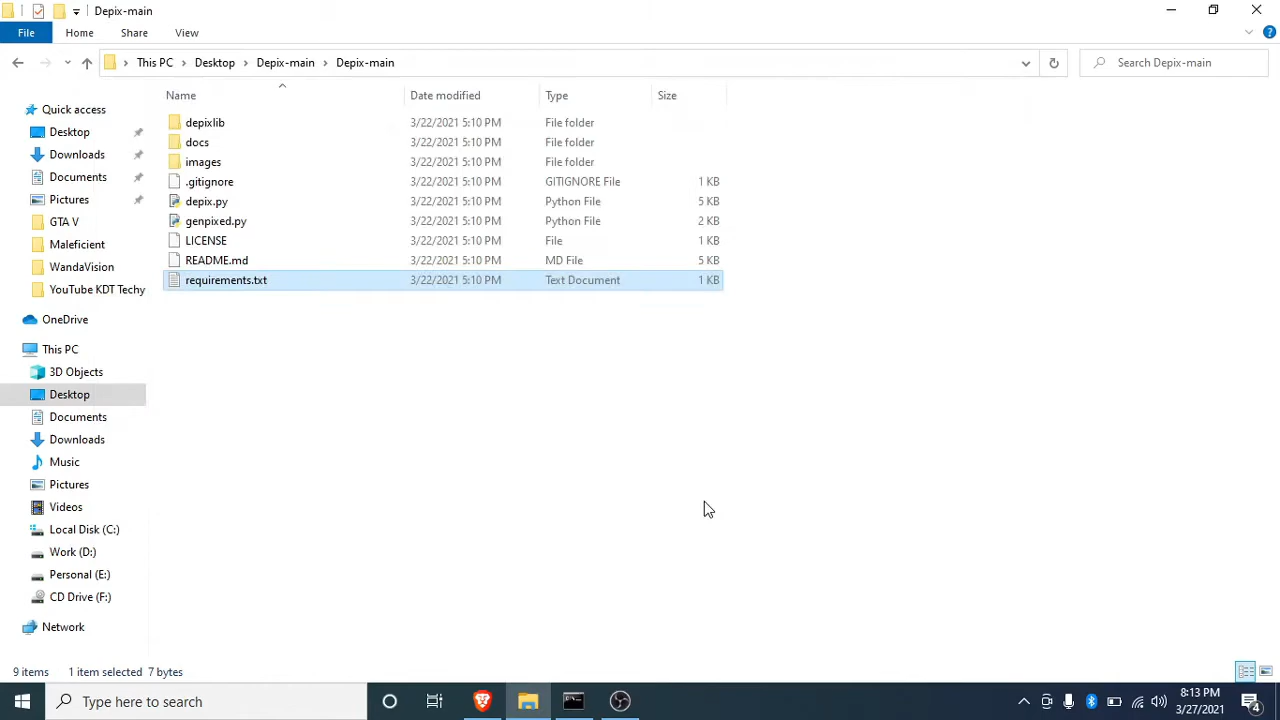 Depix-main
File Home Share View
This PC Desktop Depix-main Depix-main
Search Depix-main
Name Date modified Type Size
depixlib 3/22/2021 5:10 PM File folder
docs 3/22/2021 5:10 PM File folder
images 3/22/2021 5:10 PM File folder
.gitignore 3/22/2021 5:10 PM GITIGNORE File 1 KB
depix.py 3/22/2021 5:10 PM Python File 5 KB
genpixed.py 3/22/2021 5:10 PM Python File 2 KB
LICENSE 3/22/2021 5:10 PM File 1 KB
README.md 3/22/2021 5:10 PM MD File 5 KB
requirements.txt 3/22/2021 5:10 PM Text Document 1 KB
Quick access
Desktop
Downloads
Documents
Pictures
GTA V
Maleficient
WandaVision
YouTube KDT Techy
OneDrive
This PC
3D Objects
Desktop
Documents
Downloads
Music
Pictures
Videos
Local Disk (C:)
Work (D:)
Personal (E:)
CD Drive (F:)
Network
9 items 1 item selected 7 bytes
Type here to search
8:13 PM
3/27/2021
4